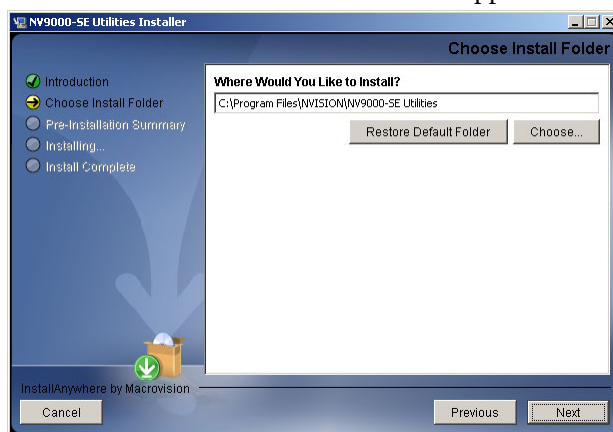 NV9000-SE Utilities Installer
Choose Install Folder
Introduction
Choose Install Folder
Pre-Installation Summary
Installing...
Install Complete
Where Would You Like to Install?
C:\Program Files\NVISION\NV9000-SE Utilities
Restore Default Folder
Choose...
InstallAnywhere by Macrovision
Cancel
Previous
Next